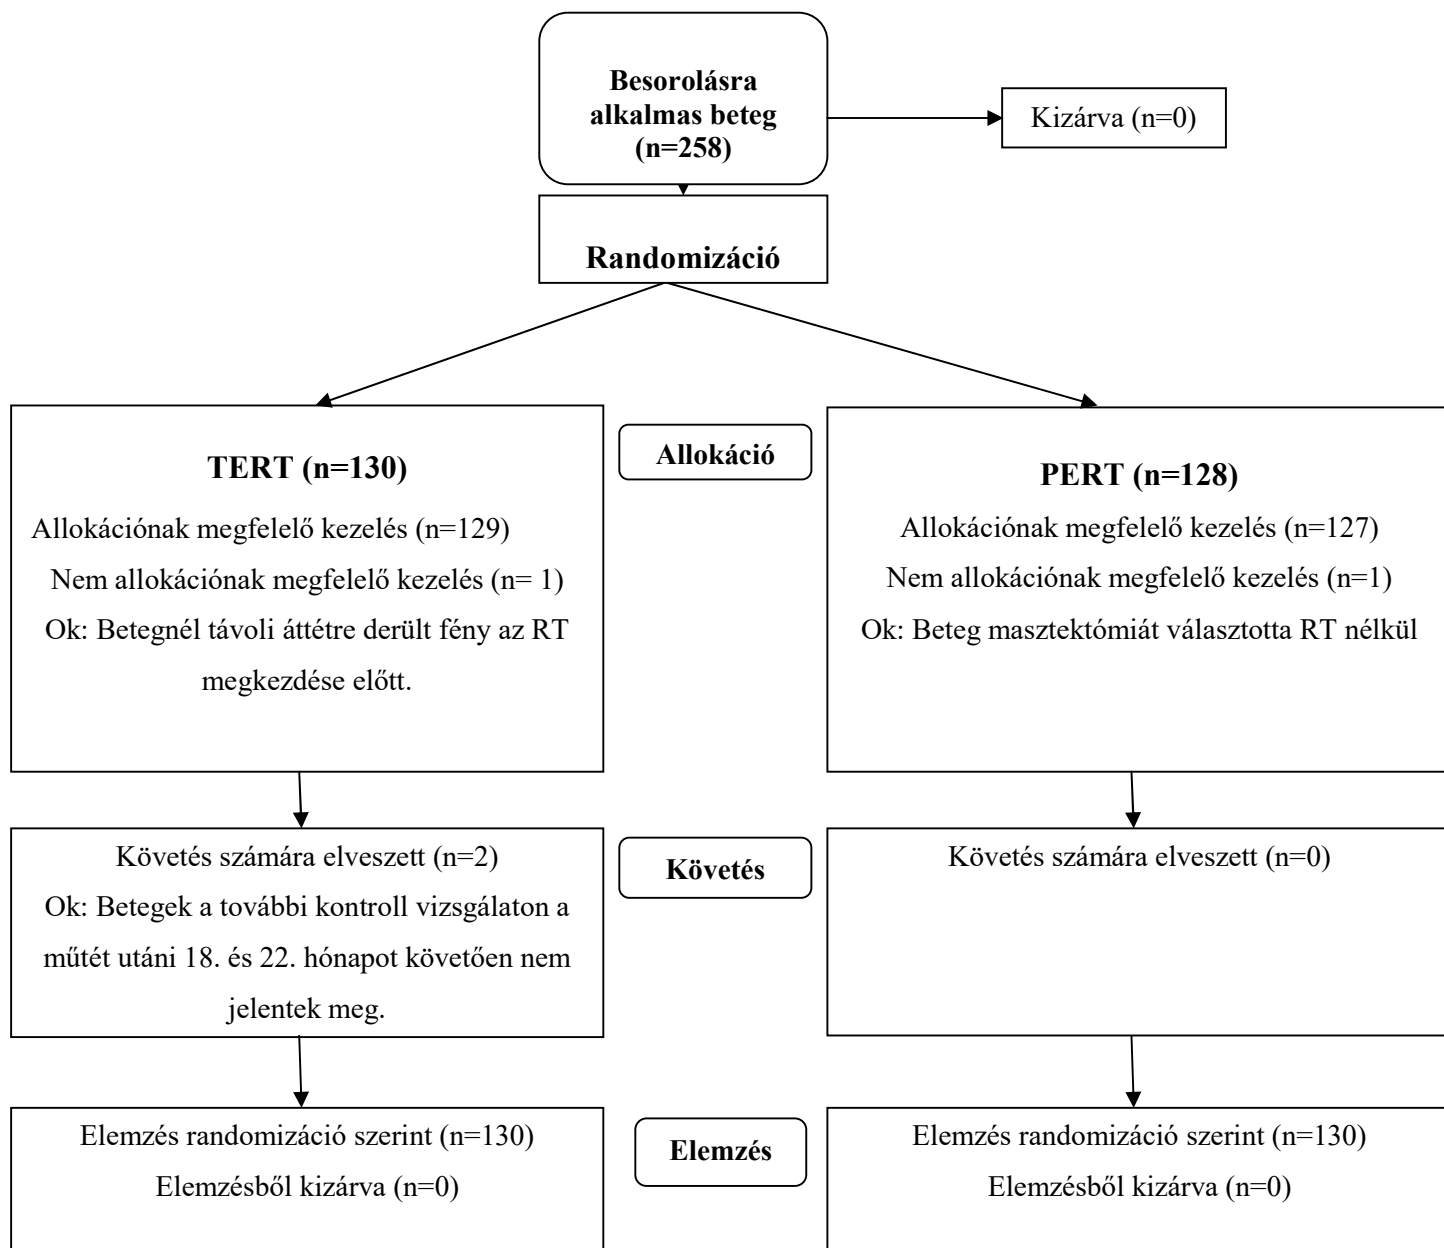 Besorolásra
alkalmas beteg
(n=258)
Kizárva (n=0)
Randomizáció
TERT (n=130)
Allokációnak megfelelő kezelés (n=129)
Nem allokációnak megfelelő kezelés (n= 1)
Ok: Betegnél távoli áttétre derült fény az RT
megkezdése előtt.
Allokáció
PERT (n=128)
Allokációnak megfelelő kezelés (n=127)
Nem allokációnak megfelelő kezelés (n=1)
Ok: Beteg masztektómiát választotta RT nélkül
Követés számára elveszett (n=2)
Ok: Betegek a további kontroll vizsgálaton a
műtét utáni 18. és 22. hónapot követően nem
jelentek meg.
Követés
Követés számára elveszett (n=0)
Elemzés randomizáció szerint (n=130)
Elemzésből kizárva (n=0)
Elemzés
Elemzés randomizáció szerint (n=130)
Elemzésből kizárva (n=0)